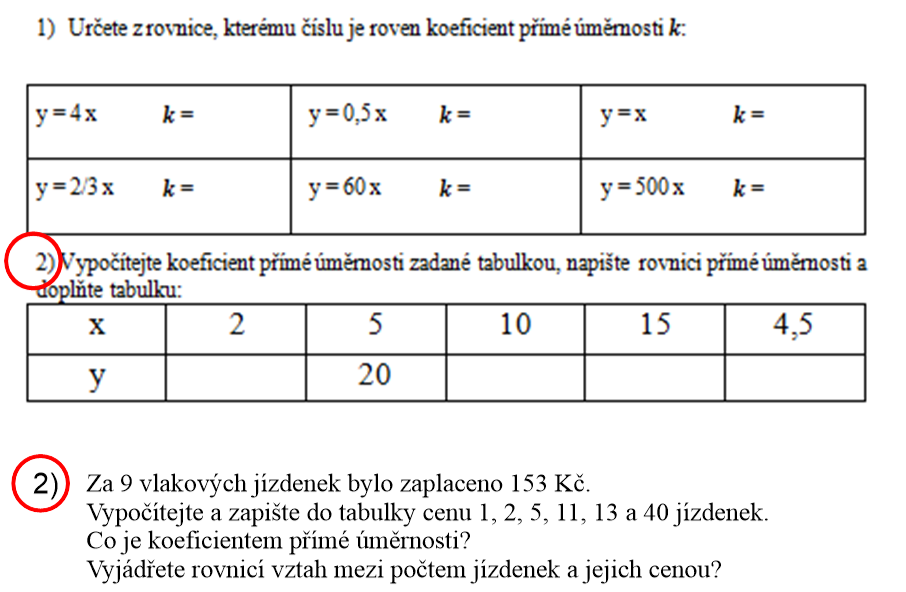 1) Určete z rovnice, kterému číslu je roven koeficient přímé úměrnosti k:
y = 4 x k = y = 0,5 x k = y = x k =
y = 2/3 x k = y = 60 x k = y = 500 x k =
2) Vypočítejte koeficient přímé úměrnosti zadané tabulkou, napište rovnici přímé úměrnosti a
doplňte tabulku:
x 2 5 10 15 4,5
y 20
2) Za 9 vlakových jízdenek bylo zaplaceno 153 Kč.
Vypočítejte a zapište do tabulky cenu 1, 2, 5, 11, 13 a 40 jízdenek.
Co je koeficientem přímé úměrnosti?
Vyjádřete rovnicí vztah mezi počtem jízdenek a jejich cenou?